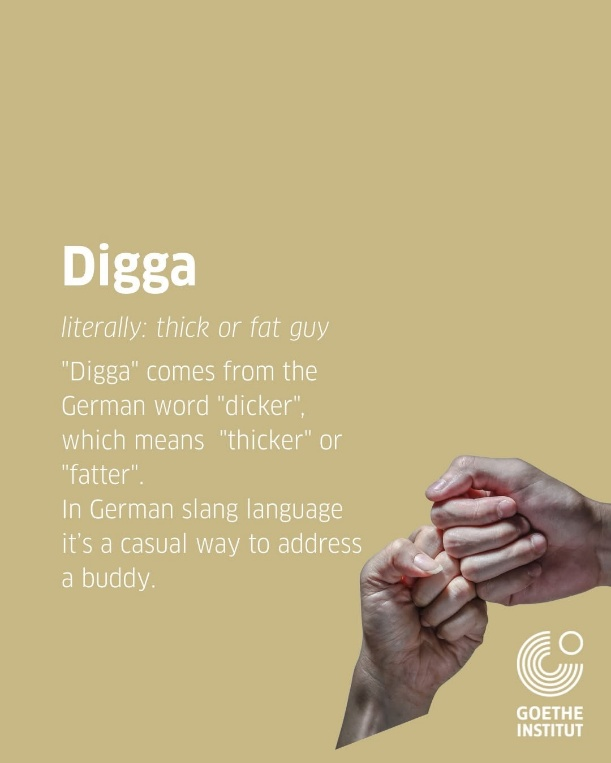 Digga
literally: thick or fat guy
"Digga" comes from the
German word "dicker",
which means  "thicker" or
"fatter".
In German slang language
it's a casual way to address
a buddy.
GOETHE
INSTITUT